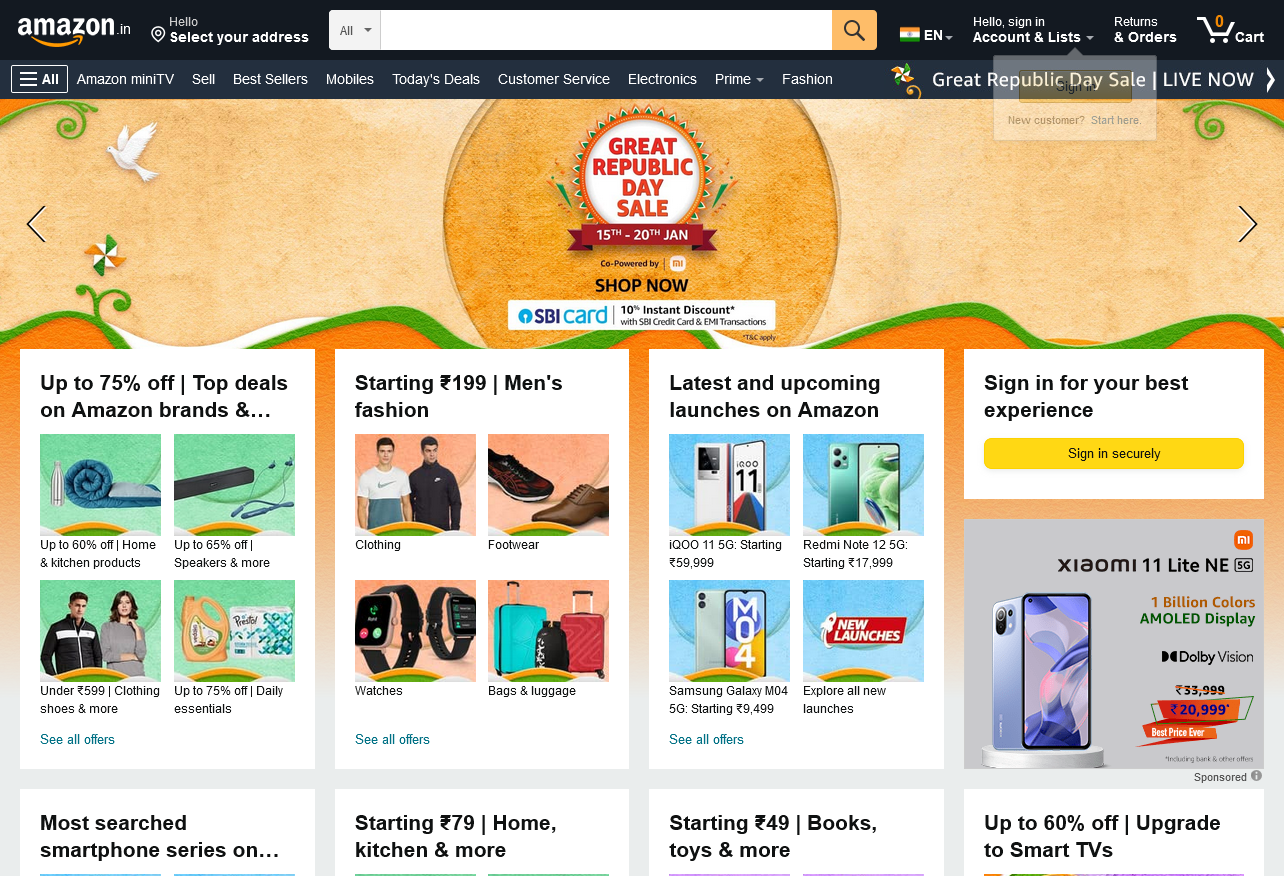 amazon.in
Hello
Select your address
All
EN
Hello, sign in
Account & Lists
Returns
& Orders
0
Cart
All
Amazon miniTV
Sell
Best Sellers
Mobiles
Today's Deals
Customer Service
Electronics
Prime
Fashion
Great Republic Day Sale | LIVE NOW
Sign in
New customer? Start here.
GREAT
REPUBLIC
DAY
SALE
15TH - 20TH JAN
Co-Powered by | mi
SHOP NOW
SBI card | 10% Instant Discount*
with SBI Credit Card & EMI Transactions
*T&C apply
Up to 75% off | Top deals
on Amazon brands &…
Up to 60% off | Home
& kitchen products
Up to 65% off |
Speakers & more
Presto!
Under ₹599 | Clothing
shoes & more
Up to 75% off | Daily
essentials
See all offers
Starting ₹199 | Men's
fashion
Clothing
Footwear
Watches
Bags & luggage
See all offers
Latest and upcoming
launches on Amazon
iQOO
11
iQOO 11 5G: Starting
₹59,999
Redmi Note 12 5G:
Starting ₹17,999
M04
NEW
LAUNCHES
Samsung Galaxy M04
5G: Starting ₹9,499
Explore all new
launches
See all offers
Sign in for your best
experience
Sign in securely
mi
xiaomi 11 Lite NE 5G
1 Billion Colors
AMOLED Display
Dolby Vision
₹33,999
₹20,999*
Best Price Ever
*Including bank & other offers
Sponsored
Most searched
smartphone series on…
Starting ₹79 | Home,
kitchen & more
Starting ₹49 | Books,
toys & more
Up to 60% off | Upgrade
to Smart TVs